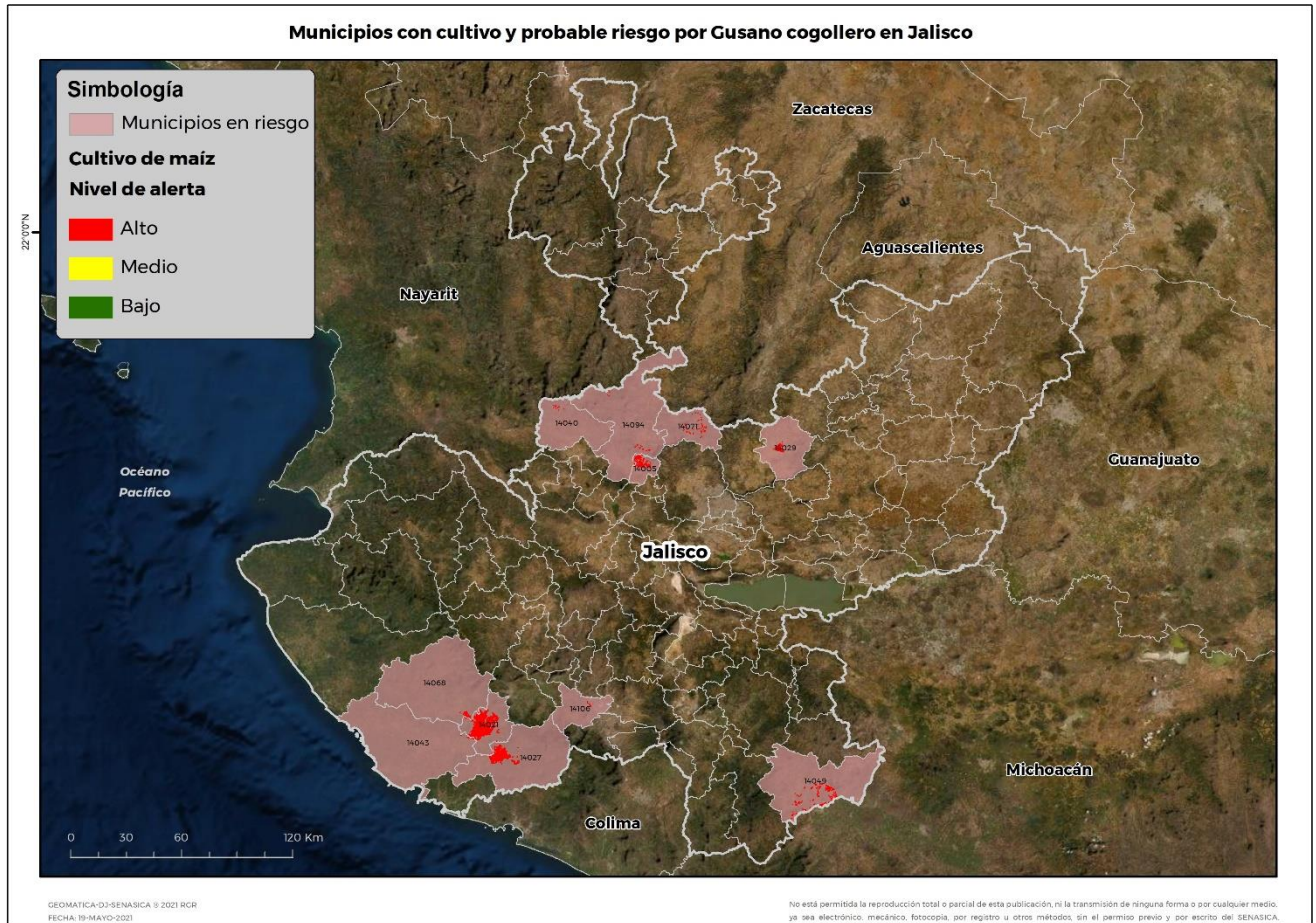 Municipios con cultivo y probable riesgo por Gusano cogollero en Jalisco
Simbología
Municipios en riesgo
Cultivo de maíz
Nivel de alerta
Alto
Medio
Bajo
22°0'0"N
Zacatecas
Aguascalientes
Nayarit
14040
14094
14071
14029
14005
Guanajuato
Océano
Pacífico
Jalisco
14068
14106
14021
14043
14027
14049
Michoacán
Colima
0 30 60 120 Km
GEOMATICA-DJ-SENASICA © 2021 RGR
FECHA: 19-MAYO-2021
No está permitida la reproducción total o parcial de esta publicación, ni la transmisión de ninguna forma o por cualquier medio,
ya sea electrónico, mecánico, fotocopia, por registro u otros métodos, sin el permiso previo y por escrito del SENASICA.